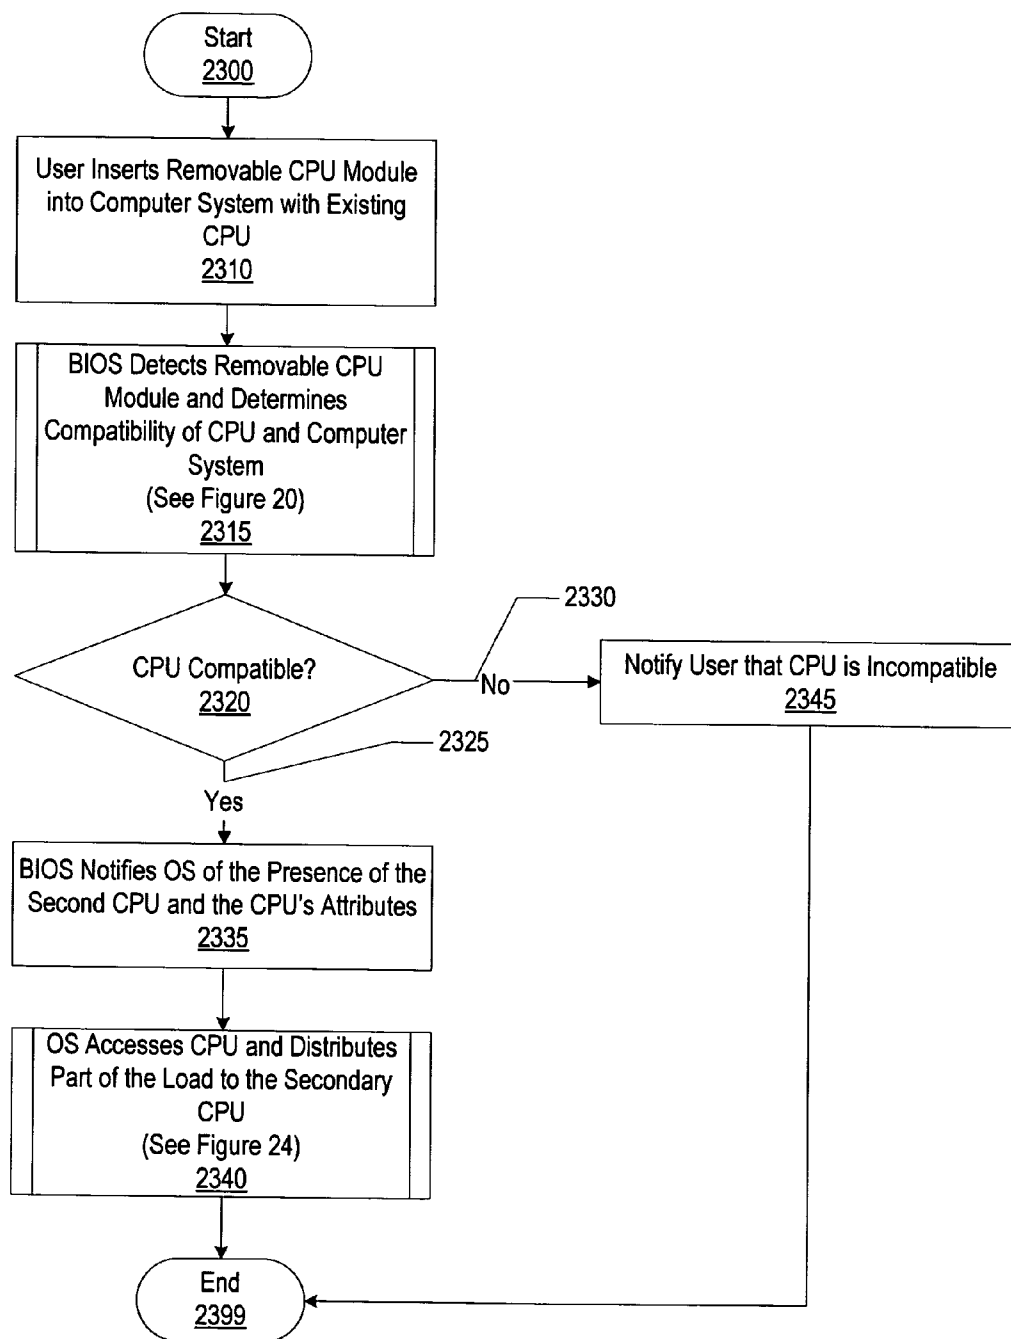 Start
2300
User Inserts Removable CPU Module
into Computer System with Existing
CPU
2310
BIOS Detects Removable CPU
Module and Determines
Compatibility of CPU and Computer
System
(See Figure 20)
2315
2330
CPU Compatible?
2320
No
Notify User that CPU is Incompatible
2345
2325
Yes
BIOS Notifies OS of the Presence of the
Second CPU and the CPU's Attributes
2335
OS Accesses CPU and Distributes
Part of the Load to the Secondary
CPU
(See Figure 24)
2340
End
2399